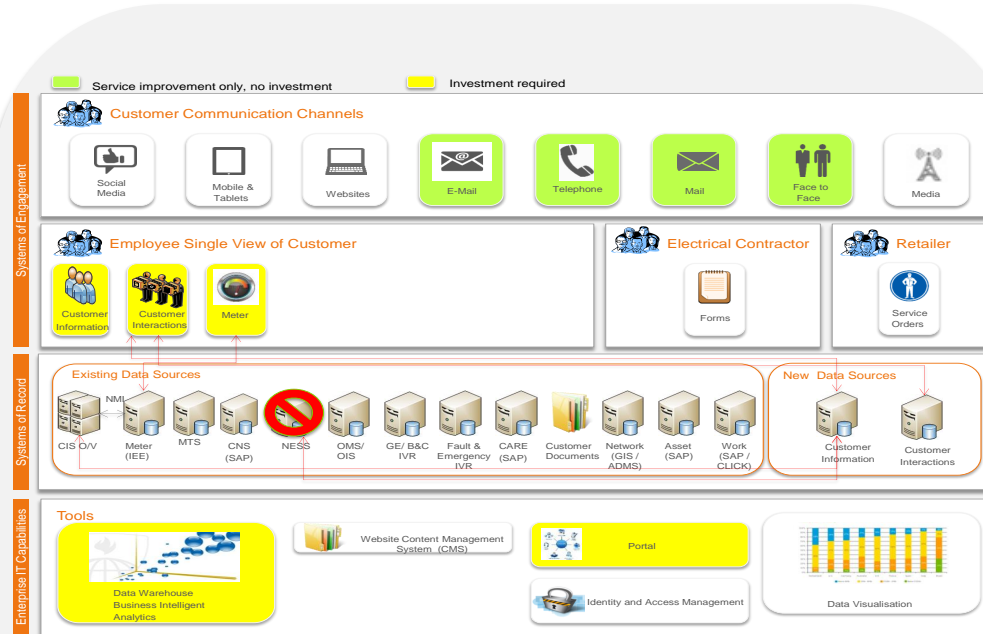 Service improvement only, no investment
Investment required
Systems of Engagement
Customer Communication Channels
Social
Media
Mobile &
Tablets
Websites
E-Mail
Telephone
Mail
Face to
Face
Media
Employee Single View of Customer
Customer
Information
Customer
Interactions
Meter
Electrical Contractor
Forms
Retailer
Service
Orders
Systems of Record
Existing Data Sources
CIS O/V
NMI
Meter
(IEE)
MTS
CNS
(SAP)
NESS
OMS/
OIS
GE/ B&C
IVR
Fault &
Emergency
IVR
CARE
(SAP)
Customer
Documents
Network
(GIS /
ADMS)
Asset
(SAP)
Work
(SAP /
CLICK)
New Data Sources
Customer
Information
Customer
Interactions
Enterprise IT Capabilities
Tools
Data Warehouse
Business Intelligent
Analytics
Website Content Management
System (CMS)
Portal
Identity and Access Management
Data Visualisation